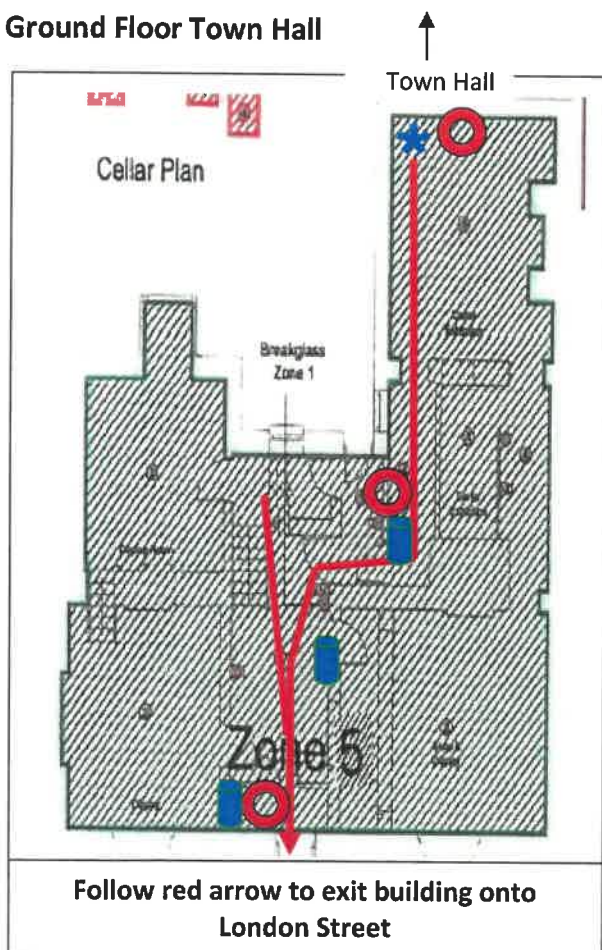 Ground Floor Town Hall
Town Hall
Cellar Plan
Breakglass
Zone 1
Zone 5
Follow red arrow to exit building onto
London Street